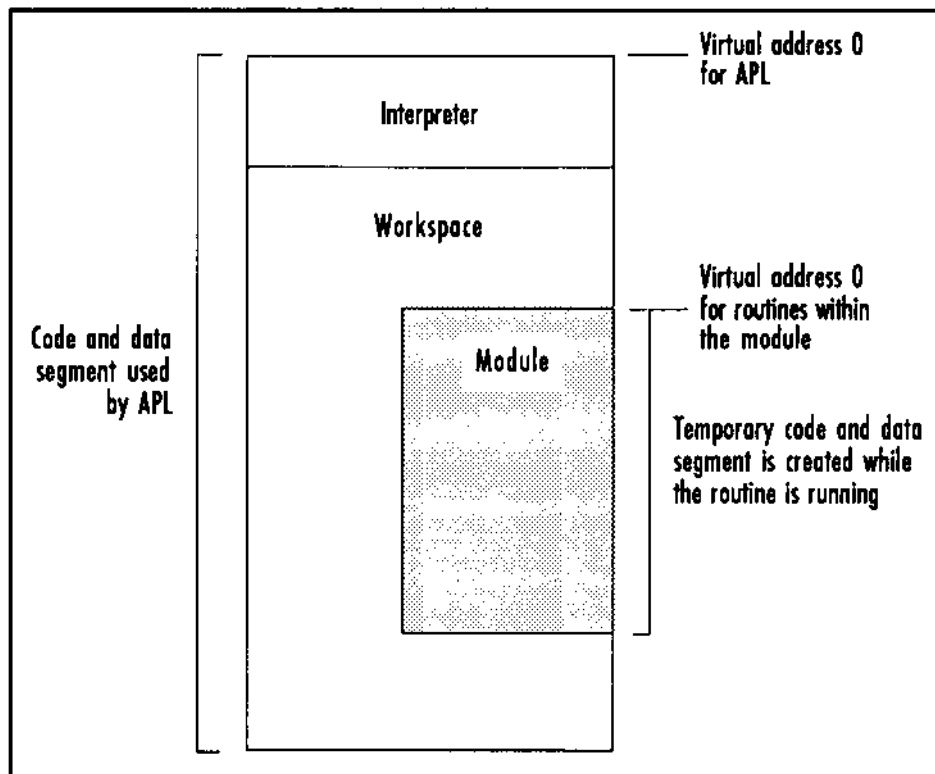 Virtual address 0
for APL
Interpreter
Workspace
Virtual address 0
for routines within
the module
Code and data
segment used
by APL
Module
Temporary code and data
segment is created while
the routine is running